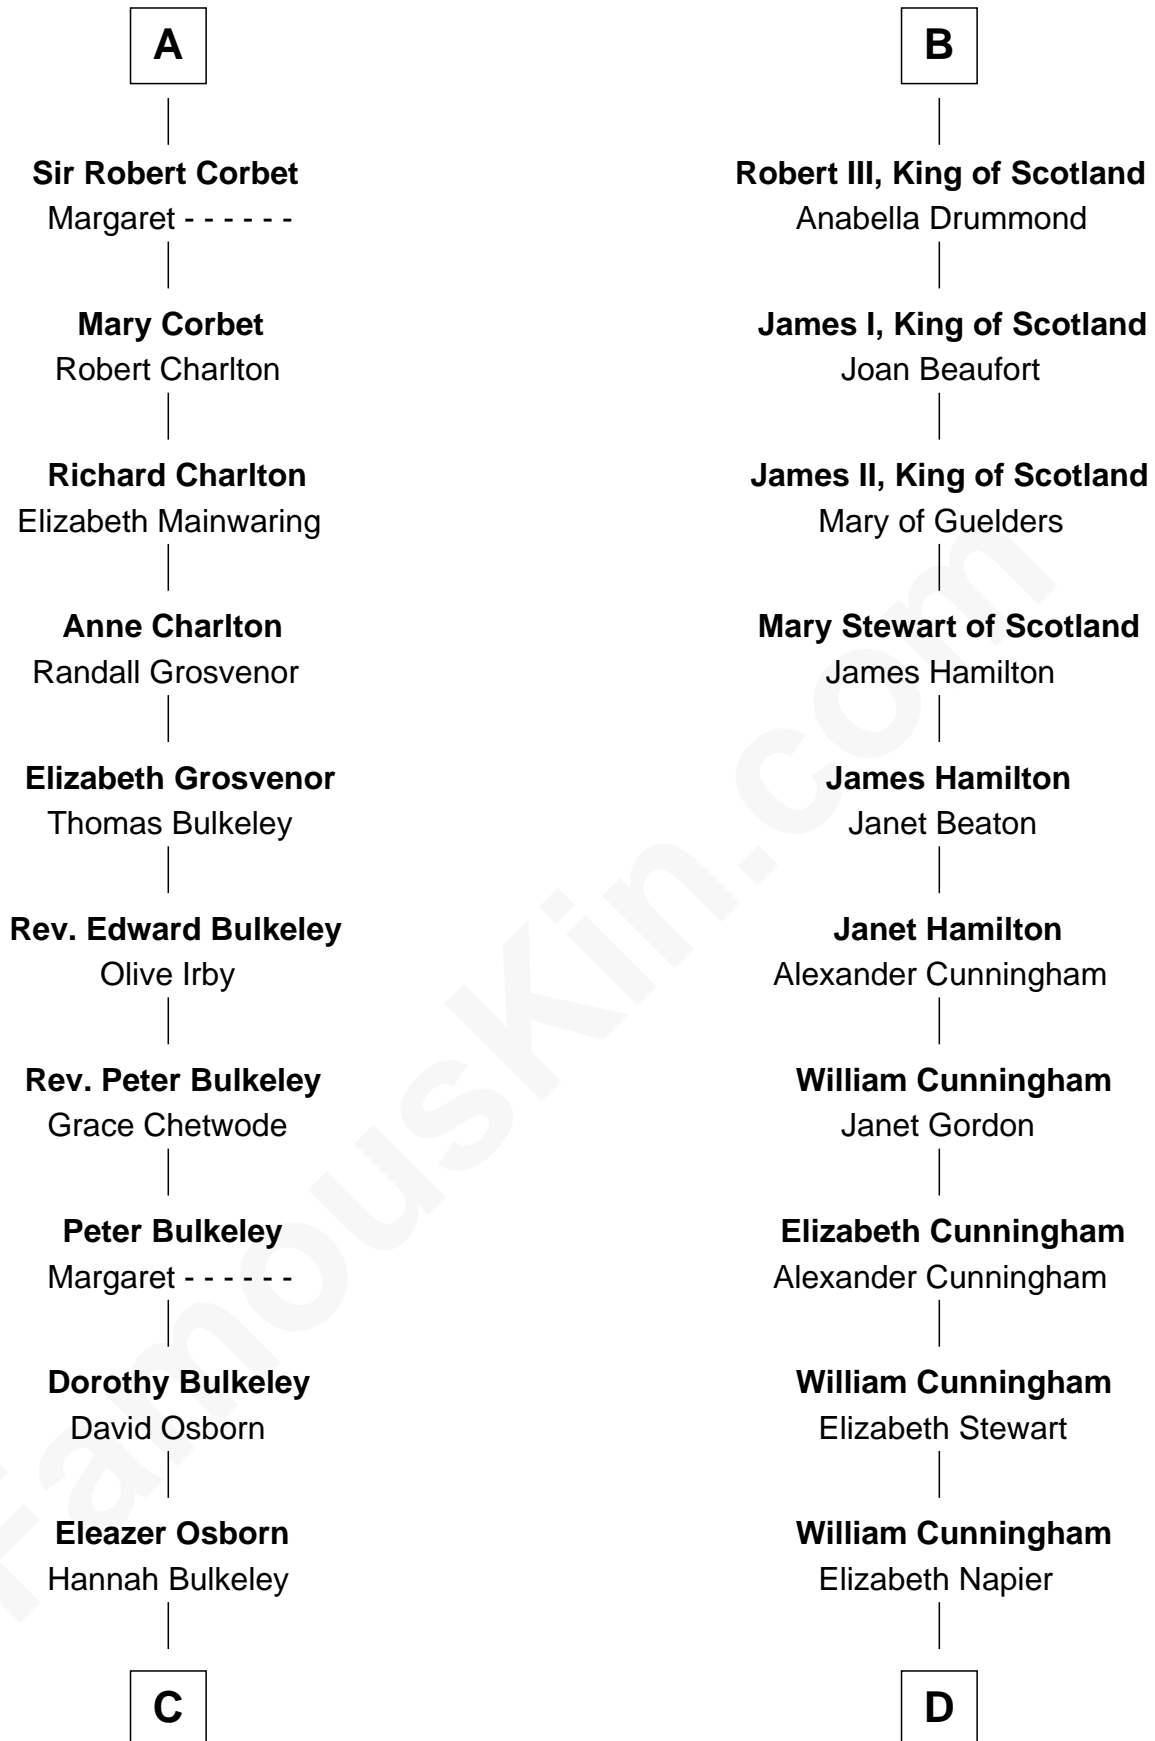 A
Sir Robert Corbet
Margaret - - - - - -
Mary Corbet
Robert Charlton
Richard Charlton
Elizabeth Mainwaring
Anne Charlton
Randall Grosvenor
Elizabeth Grosvenor
Thomas Bulkeley
Rev. Edward Bulkeley
Olive Irby
Rev. Peter Bulkeley
Grace Chetwode
Peter Bulkeley
Margaret - - - - - -
Dorothy Bulkeley
David Osborn
Eleazer Osborn
Hannah Bulkeley
C
B
Robert III, King of Scotland
Anabella Drummond
James I, King of Scotland
Joan Beaufort
James II, King of Scotland
Mary of Guelders
Mary Stewart of Scotland
James Hamilton
James Hamilton
Janet Beaton
Janet Hamilton
Alexander Cunningham
William Cunningham
Janet Gordon
Elizabeth Cunningham
Alexander Cunningham
William Cunningham
Elizabeth Stewart
William Cunningham
Elizabeth Napier
D
FamousKin.com